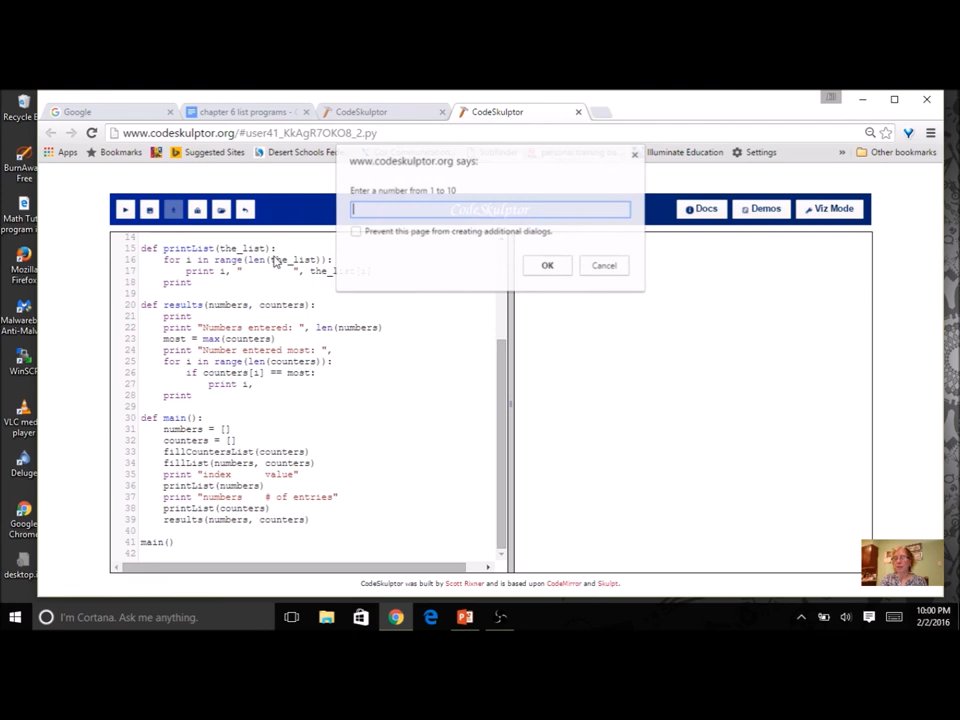 Google
chapter 6 list programs - G
CodeSkulptor
CodeSkulptor
www.codeskulptor.org/#user41_KkAgR7OKO8_2.py
Apps
Bookmarks
Suggested Sites
Desert Schools Fe
Illuminate Education
Settings
Other bookmarks
www.codeskulptor.org says:
Enter a number from 1 to 10
CodeSkulptor
Prevent this page from creating additional dialogs.
OK
Cancel
Docs
Demos
Viz Mode
14
15 def printList(the_list):
16 for i in range(len(the_list)):
17 print i, " ", the_list[i]
18 print
19
20 def results(numbers, counters):
21 print
22 print "Numbers entered: ", len(numbers)
23 most = max(counters)
24 print "Number entered most: ",
25 for i in range(len(counters)):
26 if counters[i] == most:
27 print i,
28 print
29
30 def main():
31 numbers = []
32 counters = []
33 fillCountersList(counters)
34 fillList(numbers, counters)
35 print "index value"
36 printList(numbers)
37 print "numbers # of entries"
38 printList(counters)
39 results(numbers, counters)
40
41 main()
42
CodeSkulptor was built by Scott Rixner and is based upon CodeMirror and Skulpt.
Recycle B
BurnAwa
Math Tut
program i
Mozilla
Firefox
Malwareb
Anti-Malw
WinSCP
VLC med
player
Deluge
Google
Chrome
desktop.i
I'm Cortana. Ask me anything.
10:00 PM
2/2/2016